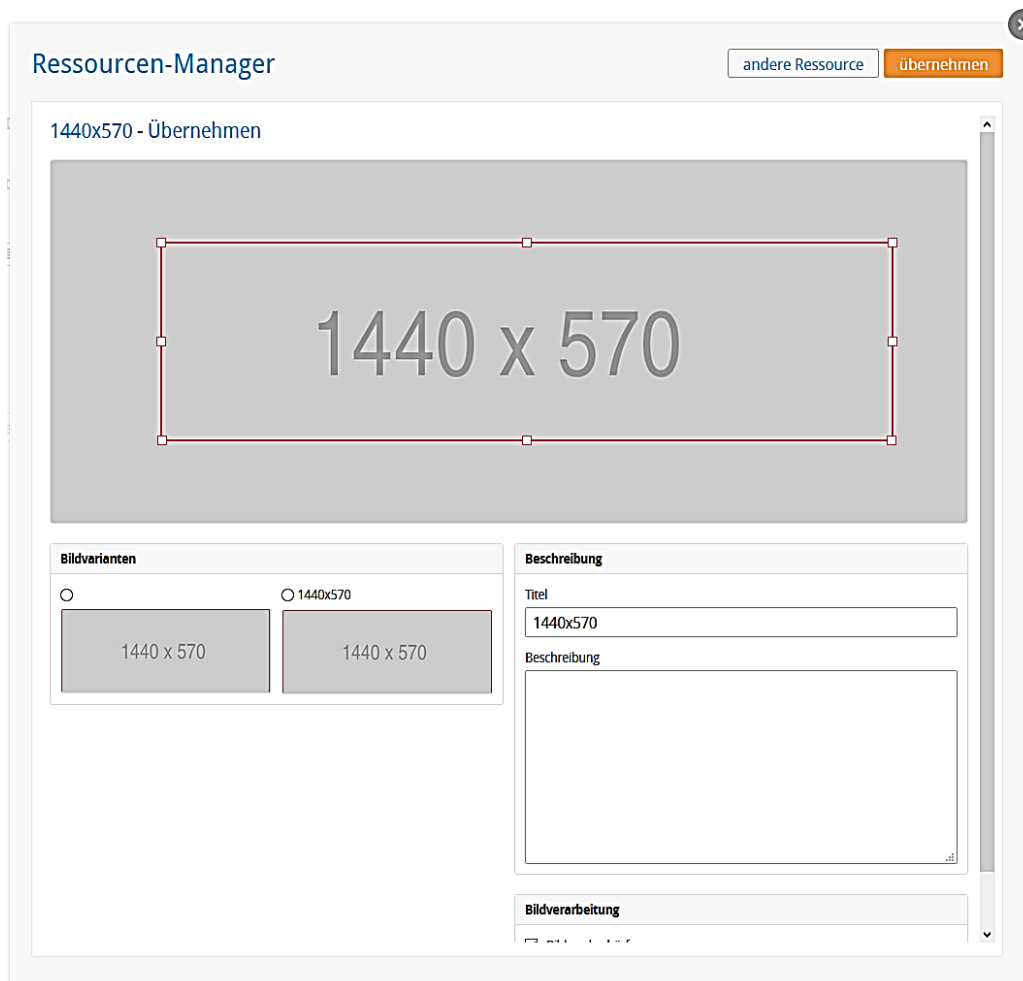 Ressourcen-Manager
andere Ressource
übernehmen
1440x570 - Übernehmen
1440 x 570
Bildvarianten
1440x570
1440 x 570
1440 x 570
Beschreibung
Titel
1440x570
Beschreibung
Bildverarbeitung